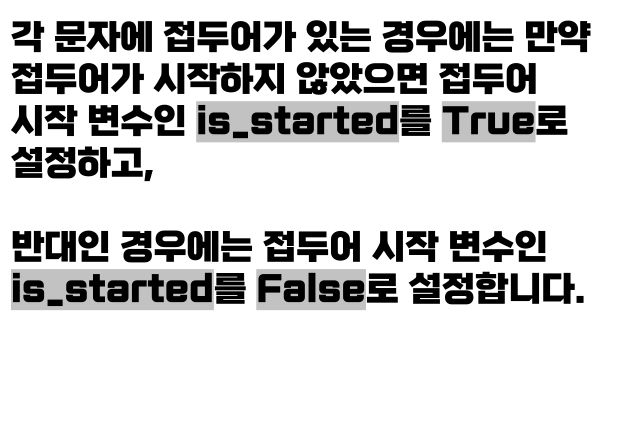 각 문자에 접두어가 있는 경우에는 만약
접두어가 시작하지 않았으면 접두어
시작 변수인 is_started를 True로
설정하고,
반대인 경우에는 접두어 시작 변수인
is_started를 False로 설정합니다.